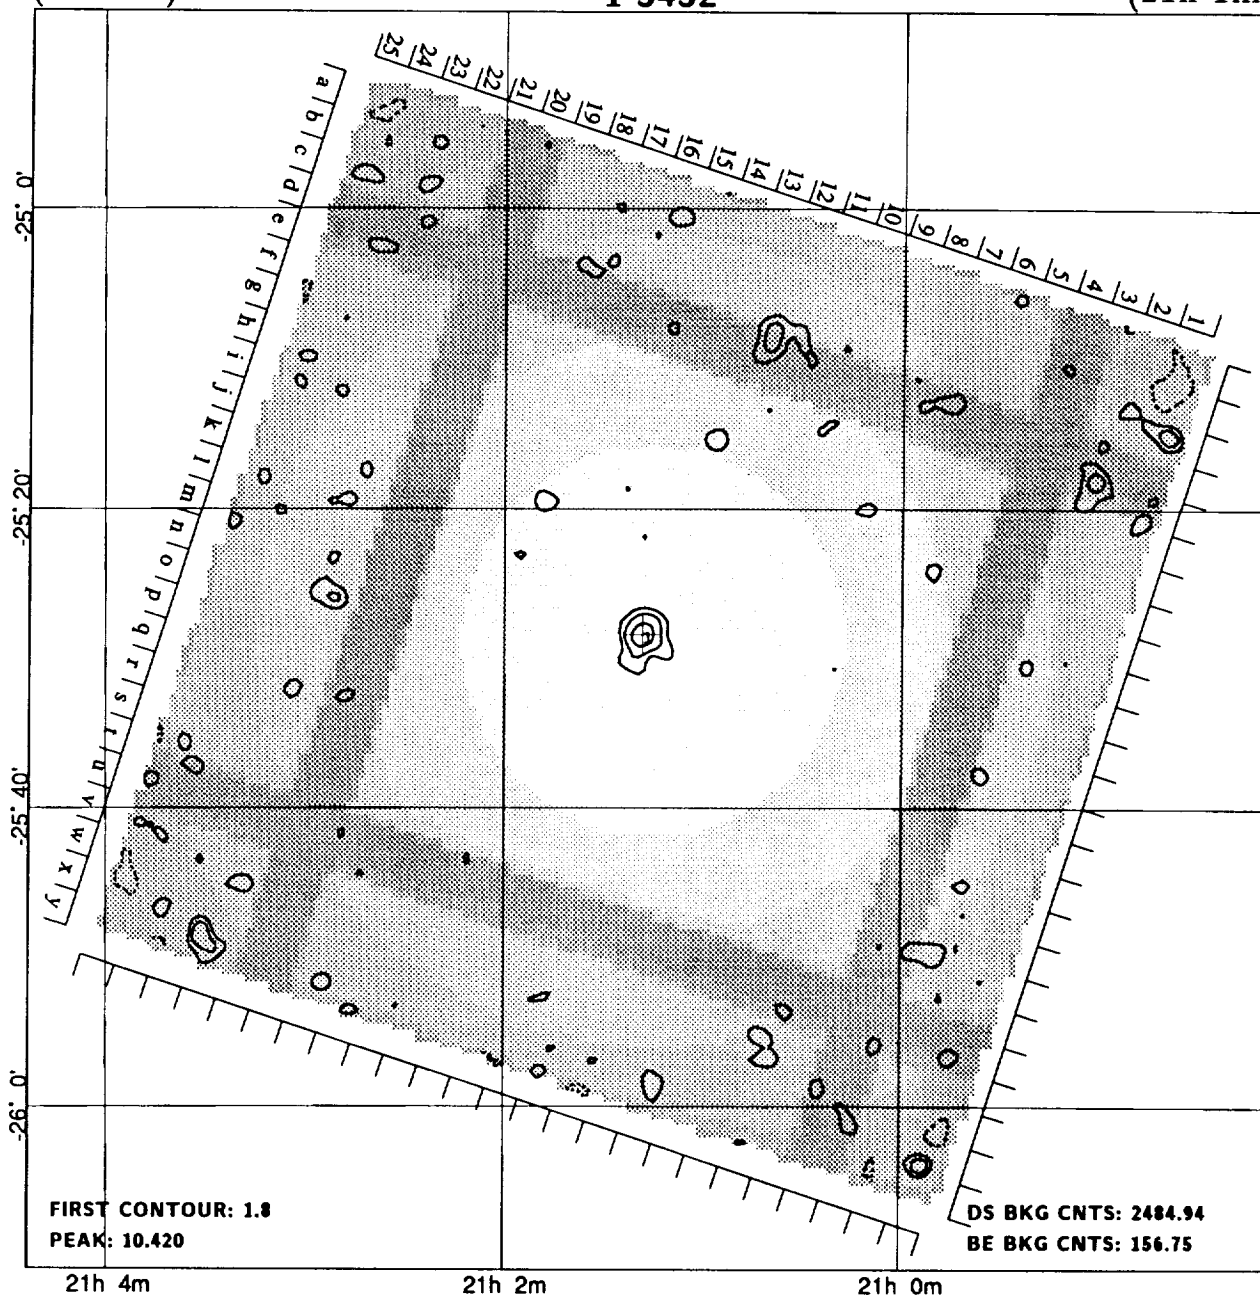 25 24 23 22 21 20 19 18 17 16 15 14 13 12 11 10 9 8 7 6 5 4 3 2 1
a b c d e f g h i j k l m n o p q r s t u v w x y
-25° 0'
-25° 20'
-25° 40'
-26° 0'
FIRST CONTOUR: 1.8
PEAK: 10.420
DS BKG CNTS: 2484.94
BE BKG CNTS: 156.75
21h 4m
21h 2m
21h 0m